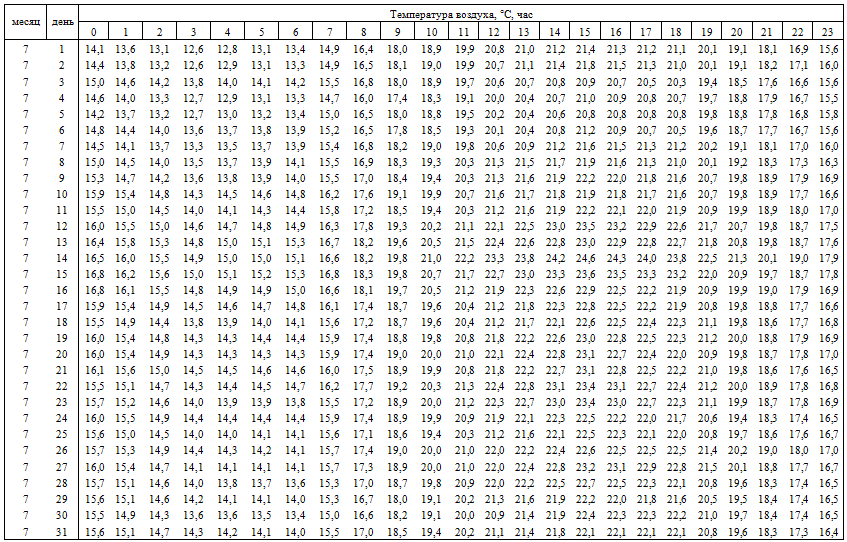 месяц день Температура воздуха, °С, час
0 1 2 3 4 5 6 7 8 9 10 11 12 13 14 15 16 17 18 19 20 21 22 23
7 1 14,1 13,6 13,1 12,6 12,8 13,1 13,4 14,9 16,4 18,0 18,9 19,9 20,8 21,0 21,2 21,4 21,3 21,2 21,1 20,1 19,1 18,1 16,9 15,6
7 2 14,4 13,8 13,2 12,6 12,9 13,1 13,3 14,9 16,5 18,1 19,0 19,9 20,7 21,1 21,4 21,8 21,5 21,3 21,0 20,1 19,1 18,2 17,1 16,0
7 3 15,0 14,6 14,2 13,8 14,0 14,1 14,2 15,5 16,8 18,0 18,9 19,7 20,6 20,7 20,8 20,9 20,7 20,5 20,3 19,4 18,5 17,6 16,6 15,6
7 4 14,6 14,0 13,3 12,7 12,9 13,1 13,3 14,7 16,0 17,4 18,3 19,1 20,0 20,4 20,7 21,0 20,9 20,8 20,7 19,7 18,8 17,9 16,7 15,5
7 5 14,2 13,7 13,2 12,7 13,0 13,2 13,4 15,0 16,5 18,0 18,8 19,5 20,2 20,4 20,6 20,8 20,8 20,8 20,8 19,8 18,8 17,8 16,8 15,8
7 6 14,8 14,4 14,0 13,6 13,7 13,8 13,9 15,2 16,5 17,8 18,5 19,3 20,1 20,4 20,8 21,2 20,9 20,7 20,5 19,6 18,7 17,7 16,7 15,6
7 7 14,5 14,1 13,7 13,3 13,5 13,7 13,9 15,4 16,8 18,2 19,0 19,8 20,6 20,9 21,2 21,6 21,5 21,3 21,2 20,2 19,1 18,1 17,0 16,0
7 8 15,0 14,5 14,0 13,5 13,7 13,9 14,1 15,5 16,9 18,3 19,3 20,3 21,3 21,5 21,7 21,9 21,6 21,3 21,0 20,1 19,2 18,3 17,3 16,3
7 9 15,3 14,7 14,2 13,6 13,8 13,7 13,9 15,5 17,0 18,4 19,4 20,3 21,3 21,6 21,9 22,2 22,0 21,8 21,6 20,7 19,8 18,9 17,9 16,9
7 10 15,9 15,4 14,8 14,3 14,5 14,6 14,8 16,2 17,6 19,1 19,9 20,7 21,6 21,7 21,8 21,9 21,8 21,7 21,6 20,7 19,8 18,9 17,7 16,6
7 11 15,5 15,0 14,5 14,0 14,1 14,3 14,4 15,8 17,2 18,5 19,4 20,3 21,2 21,6 21,9 22,2 22,1 22,0 21,9 20,9 19,9 18,9 18,0 17,0
7 12 16,0 15,5 15,0 14,6 14,7 14,8 14,9 16,3 17,8 19,3 20,2 21,1 22,1 22,5 23,0 23,5 23,2 22,9 22,6 21,7 20,7 19,8 18,7 17,5
7 13 16,4 15,8 15,3 14,8 15,0 15,1 15,3 16,7 18,2 19,6 20,5 21,5 22,4 22,6 22,8 23,0 22,9 22,8 22,7 21,8 20,8 19,8 18,7 17,6
7 14 16,5 16,0 15,5 14,9 15,0 15,0 15,1 16,6 18,2 19,8 21,0 22,2 23,3 23,8 24,2 24,6 24,3 24,0 23,8 22,5 21,3 20,1 19,0 17,9
7 15 16,8 16,2 15,6 15,0 15,1 15,2 15,3 16,8 18,3 19,8 20,7 21,7 22,7 23,0 23,3 23,6 23,5 23,3 23,2 22,0 20,9 19,7 18,7 17,8
7 16 16,8 16,1 15,5 14,8 14,9 14,9 15,0 16,6 18,1 19,7 20,6 21,2 21,9 22,3 22,6 22,9 22,5 22,2 21,9 20,9 19,9 19,0 17,9 16,9
7 17 15,9 15,4 14,9 14,5 14,6 14,7 14,8 16,1 17,4 18,7 19,6 20,4 21,2 21,8 22,3 22,8 22,5 22,2 21,9 20,8 19,8 18,8 17,7 16,6
7 18 15,5 14,9 14,4 13,8 13,9 14,0 14,1 15,6 17,2 18,7 19,6 20,4 21,2 21,7 22,1 22,6 22,5 22,4 22,3 21,1 19,8 18,6 17,7 16,8
7 19 16,0 15,4 14,8 14,3 14,3 14,4 14,4 15,9 17,4 18,8 19,8 20,8 21,8 22,2 22,6 23,0 22,8 22,5 22,3 21,2 20,0 18,8 17,9 16,9
7 20 16,0 15,4 14,9 14,3 14,3 14,3 14,3 15,9 17,4 19,0 20,0 21,0 22,1 22,4 22,8 23,1 22,7 22,4 22,0 20,9 19,8 18,7 17,8 17,0
7 21 16,1 15,6 15,0 14,5 14,5 14,6 14,6 16,0 17,5 18,9 19,9 20,8 21,8 22,2 22,7 23,1 22,8 22,5 22,2 21,0 19,8 18,6 17,6 16,5
7 22 15,5 15,1 14,7 14,3 14,4 14,5 14,7 16,2 17,7 19,2 20,3 21,3 22,4 22,8 23,1 23,4 23,1 22,7 22,4 21,2 20,0 18,9 17,8 16,8
7 23 15,7 15,2 14,6 14,0 13,9 13,9 13,8 15,5 17,2 18,9 20,0 21,2 22,3 22,7 23,0 23,4 23,0 22,7 22,3 21,1 19,9 18,7 17,8 16,9
7 24 16,0 15,5 14,9 14,4 14,4 14,4 14,4 15,9 17,4 18,9 19,9 20,9 21,9 22,1 22,3 22,5 22,2 22,0 21,7 20,6 19,4 18,3 17,4 16,5
7 25 15,6 15,0 14,5 14,0 14,0 14,1 14,1 15,6 17,1 18,6 19,4 20,3 21,2 21,6 22,1 22,5 22,3 22,1 22,0 20,8 19,7 18,6 17,6 16,7
7 26 15,7 15,3 14,9 14,4 14,3 14,2 14,1 15,7 17,4 19,0 20,0 21,0 22,0 22,2 22,4 22,6 22,5 22,5 22,5 21,4 20,2 19,0 18,0 17,0
7 27 16,0 15,4 14,7 14,1 14,1 14,1 14,1 15,7 17,3 18,9 20,0 21,0 22,0 22,4 22,8 23,2 23,1 22,9 22,8 21,5 20,1 18,8 17,7 16,7
7 28 15,7 15,1 14,6 14,0 13,8 13,7 13,6 15,3 17,0 18,7 19,8 20,9 22,0 22,2 22,5 22,7 22,5 22,3 22,1 20,8 19,6 18,3 17,4 16,5
7 29 15,6 15,1 14,6 14,2 14,1 14,1 14,0 15,3 16,7 18,0 19,1 20,2 21,3 21,6 21,9 22,2 22,0 21,8 21,6 20,5 19,5 18,4 17,4 16,5
7 30 15,5 14,9 14,3 13,6 13,6 13,5 13,4 15,0 16,6 18,2 19,1 20,0 20,9 21,4 21,9 22,4 22,3 22,3 22,2 21,0 19,7 18,4 17,4 16,5
7 31 15,6 15,1 14,7 14,3 14,2 14,1 14,0 15,5 17,0 18,5 19,4 20,2 21,1 21,4 21,8 22,1 22,1 22,1 22,1 20,8 19,6 18,3 17,3 16,4